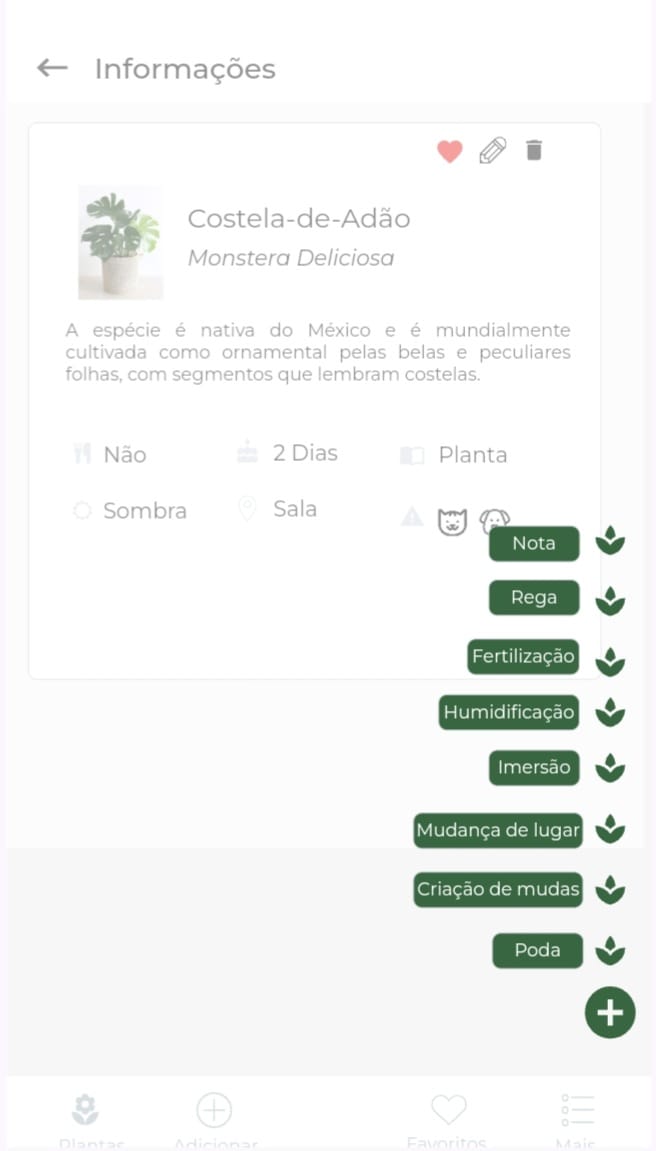 Informações
Costela-de-Adão
Monstera Deliciosa
A espécie é nativa do México e é mundialmente
cultivada como ornamental pelas belas e peculiares
folhas, com segmentos que lembram costelas.
Não
2 Dias
Planta
Sombra
Sala
Nota
Rega
Fertilização
Humidificação
Imersão
Mudança de lugar
Criação de mudas
Poda
Plantas
Adicionar
Favoritos
Mais